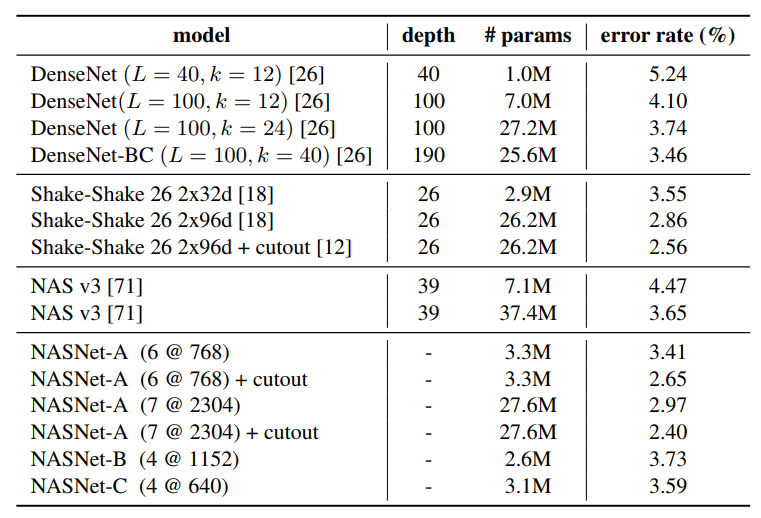 model depth # params error rate (%)
DenseNet (L = 40, k = 12) [26] 40 1.0M 5.24
DenseNet(L = 100, k = 12) [26] 100 7.0M 4.10
DenseNet (L = 100, k = 24) [26] 100 27.2M 3.74
DenseNet-BC (L = 100, k = 40) [26] 190 25.6M 3.46
Shake-Shake 26 2x32d [18] 26 2.9M 3.55
Shake-Shake 26 2x96d [18] 26 26.2M 2.86
Shake-Shake 26 2x96d + cutout [12] 26 26.2M 2.56
NAS v3 [71] 39 7.1M 4.47
NAS v3 [71] 39 37.4M 3.65
NASNet-A (6 @ 768) - 3.3M 3.41
NASNet-A (6 @ 768) + cutout - 3.3M 2.65
NASNet-A (7 @ 2304) - 27.6M 2.97
NASNet-A (7 @ 2304) + cutout - 27.6M 2.40
NASNet-B (4 @ 1152) - 2.6M 3.73
NASNet-C (4 @ 640) - 3.1M 3.59